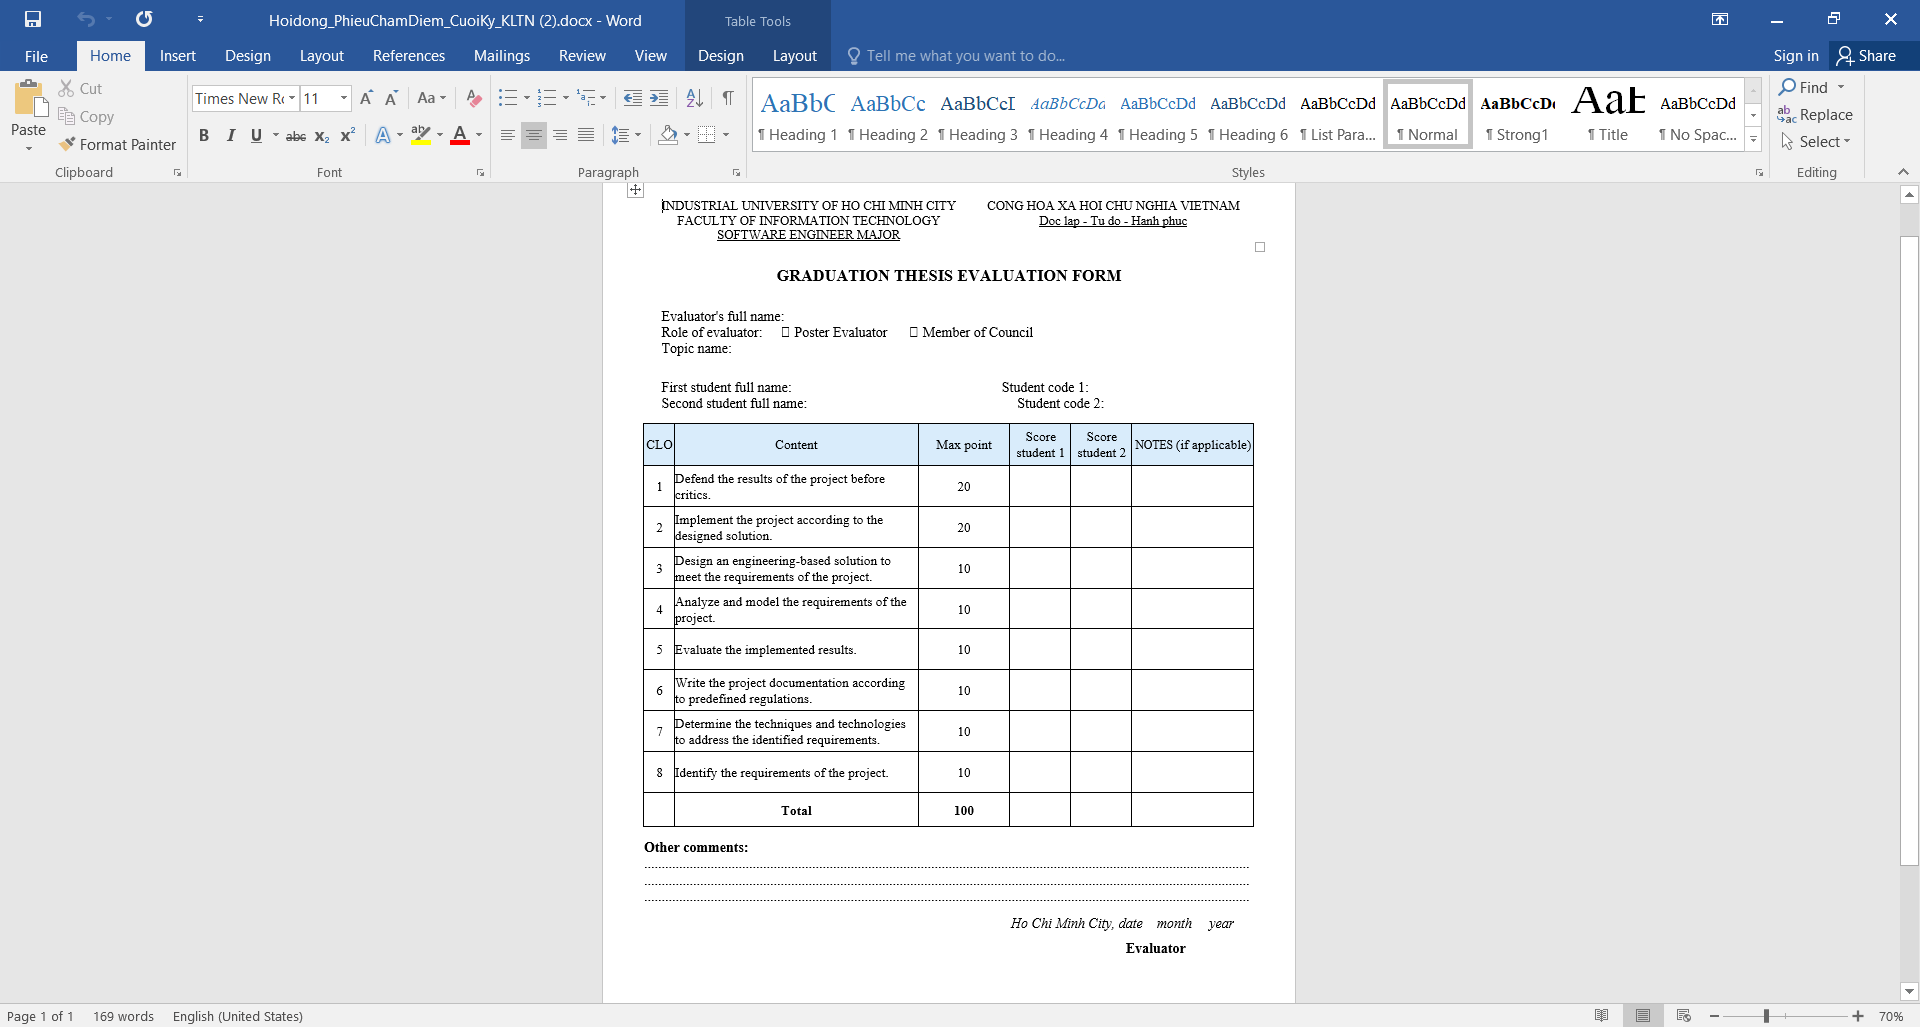 Hoidong_PhieuChamDiem_CuoiKy_KLTN (2).docx - Word
Table Tools
File Home Insert Design Layout References Mailings Review View Design Layout Tell me what you want to do... Sign in Share
Paste
Cut
Copy
Format Painter
Clipboard
Times New Ro 11
Font
Paragraph
AaBbC AaBbCc AaBbCcI AaBbCcDa AaBbCcDd AaBbCcDd AaBbCcDd AaBbCcDd AaBbCcDc AaB AaBbCcDd
¶ Heading 1 ¶ Heading 2 ¶ Heading 3 ¶ Heading 4 ¶ Heading 5 ¶ Heading 6 ¶ List Para... ¶ Normal ¶ Strong1 ¶ Title ¶ No Spac...
Styles
Find
Replace
Select
Editing
INDUSTRIAL UNIVERSITY OF HO CHI MINH CITY
FACULTY OF INFORMATION TECHNOLOGY
SOFTWARE ENGINEER MAJOR
CONG HOA XA HOI CHU NGHIA VIETNAM
Doc lap - Tu do - Hanh phuc
GRADUATION THESIS EVALUATION FORM
Evaluator's full name:
Role of evaluator: ☐ Poster Evaluator ☐ Member of Council
Topic name:
First student full name: Student code 1:
Second student full name: Student code 2:
CLO Content Max point Score student 1 Score student 2 NOTES (if applicable)
1 Defend the results of the project before critics. 20
2 Implement the project according to the designed solution. 20
3 Design an engineering-based solution to meet the requirements of the project. 10
4 Analyze and model the requirements of the project. 10
5 Evaluate the implemented results. 10
6 Write the project documentation according to predefined regulations. 10
7 Determine the techniques and technologies to address the identified requirements. 10
8 Identify the requirements of the project. 10
Total 100
Other comments:
Ho Chi Minh City, date month year
Evaluator
Page 1 of 1 169 words English (United States) 70%